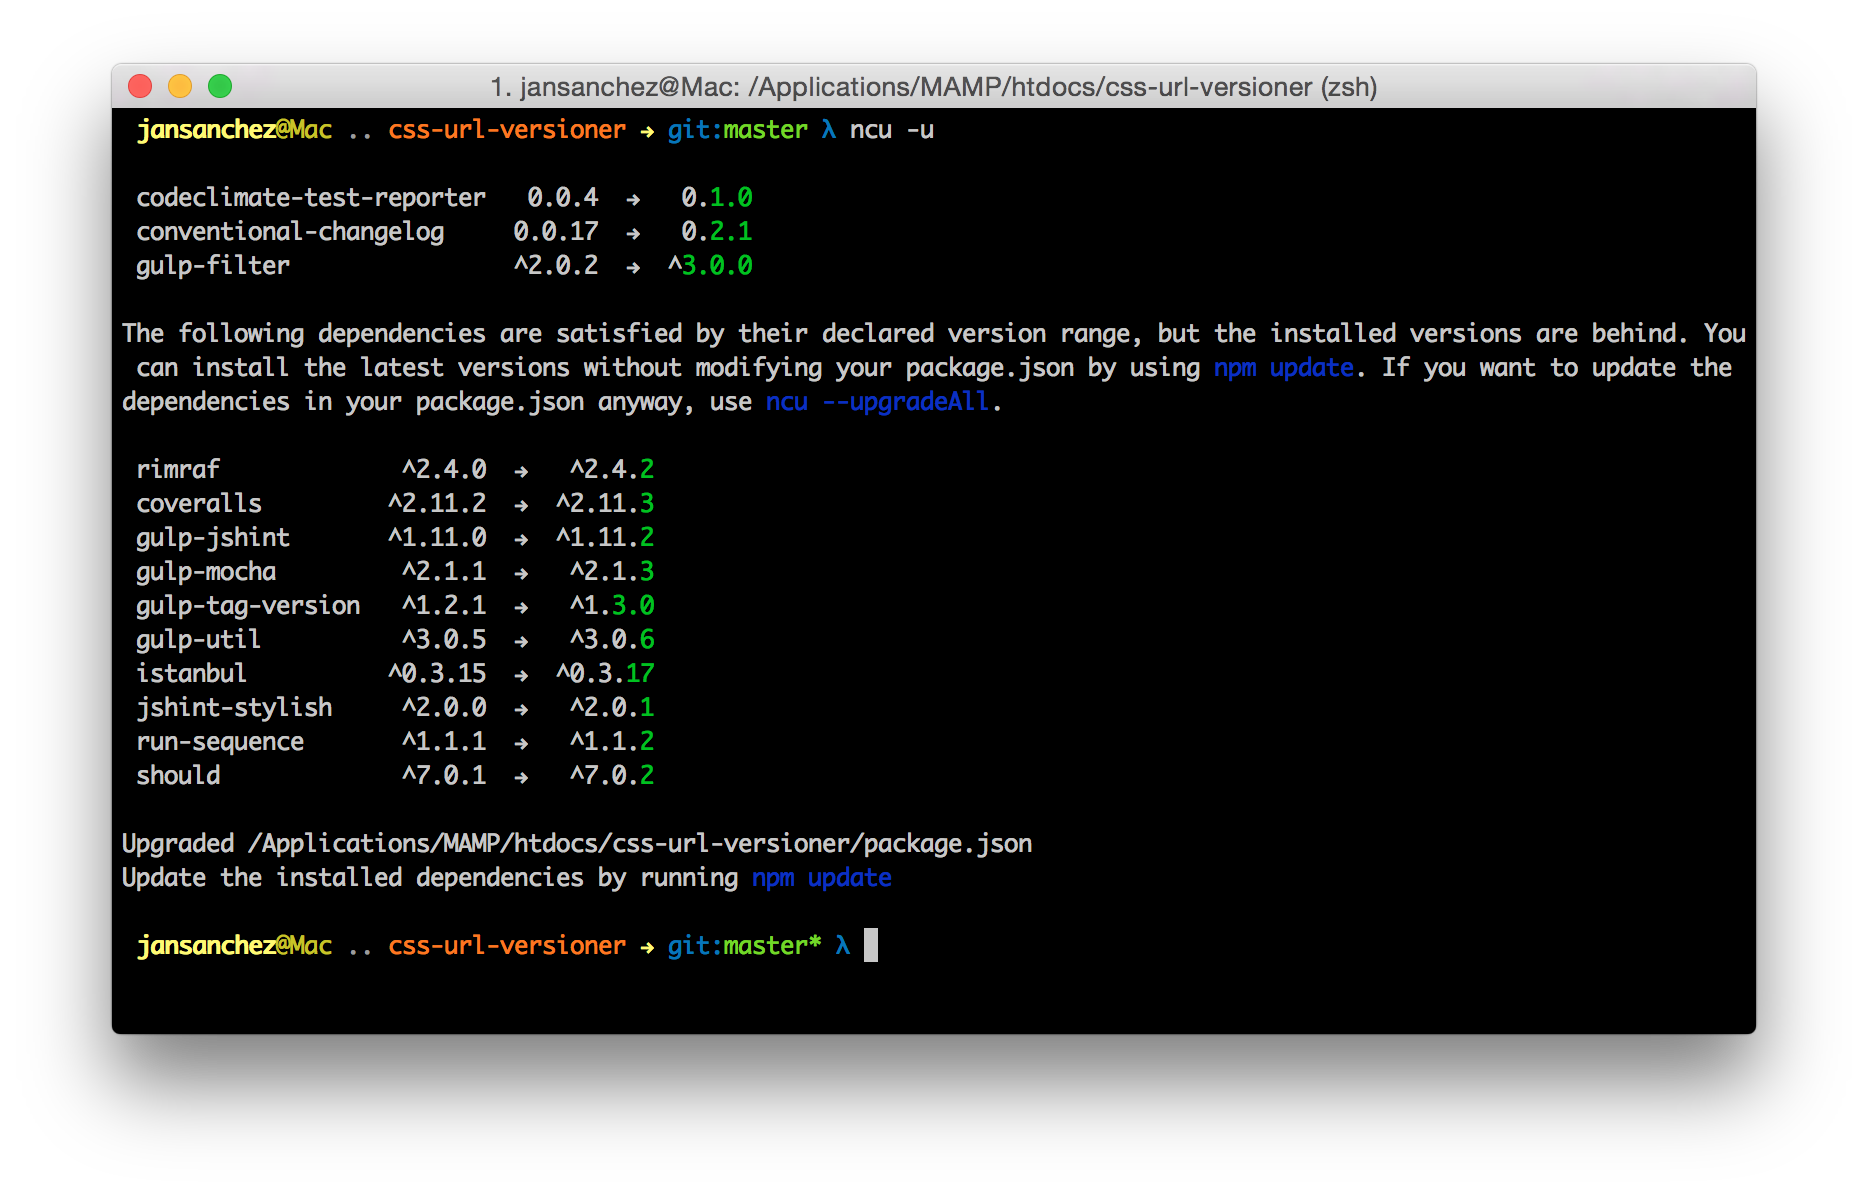 1. jansanchez@Mac: /Applications/MAMP/htdocs/css-url-versioner (zsh)
jansanchez@Mac .. css-url-versioner → git:master λ ncu -u
codeclimate-test-reporter 0.0.4 → 0.1.0
conventional-changelog 0.0.17 → 0.2.1
gulp-filter ^2.0.2 → ^3.0.0
The following dependencies are satisfied by their declared version range, but the installed versions are behind. You
can install the latest versions without modifying your package.json by using npm update. If you want to update the
dependencies in your package.json anyway, use ncu --upgradeAll.
rimraf ^2.4.0 → ^2.4.2
coveralls ^2.11.2 → ^2.11.3
gulp-jshint ^1.11.0 → ^1.11.2
gulp-mocha ^2.1.1 → ^2.1.3
gulp-tag-version ^1.2.1 → ^1.3.0
gulp-util ^3.0.5 → ^3.0.6
istanbul ^0.3.15 → ^0.3.17
jshint-stylish ^2.0.0 → ^2.0.1
run-sequence ^1.1.1 → ^1.1.2
should ^7.0.1 → ^7.0.2
Upgraded /Applications/MAMP/htdocs/css-url-versioner/package.json
Update the installed dependencies by running npm update
jansanchez@Mac .. css-url-versioner → git:master* λ